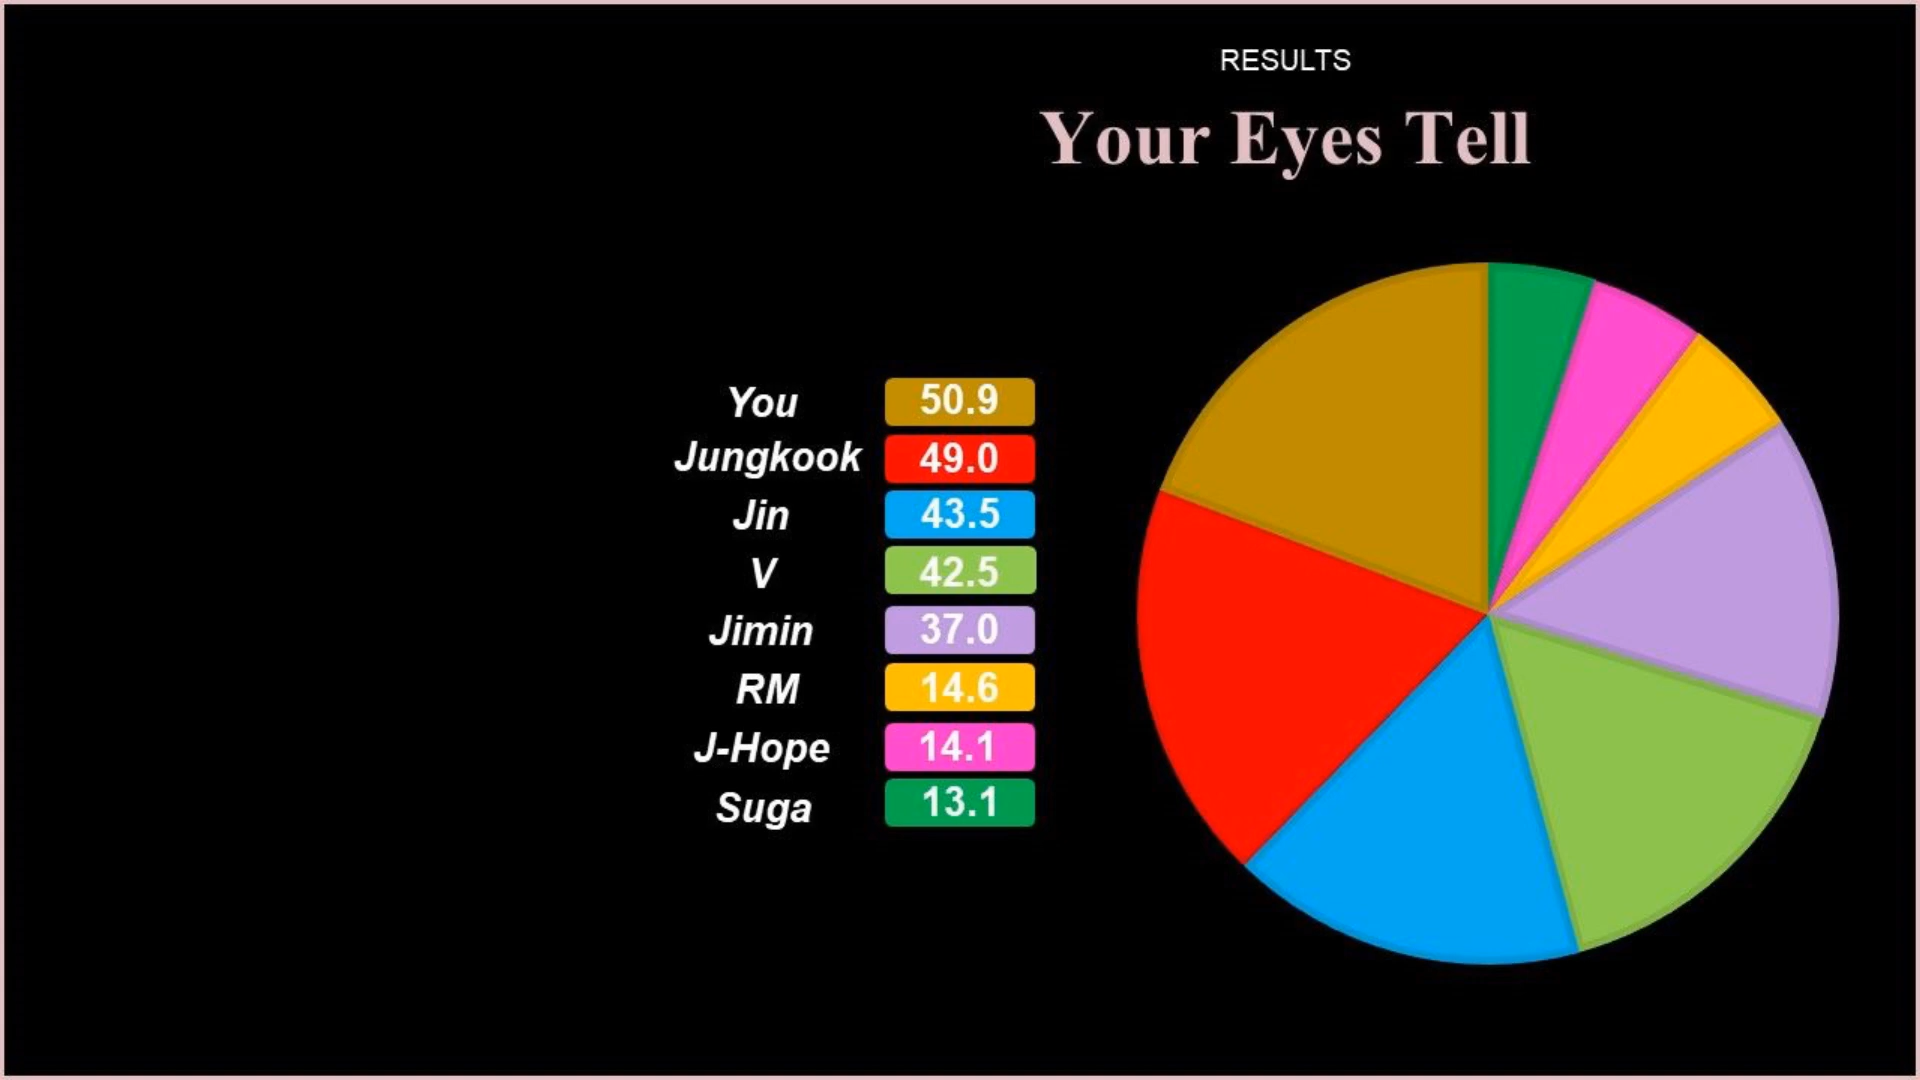 RESULTS
Your Eyes Tell
You 50.9
Jungkook 49.0
Jin 43.5
V 42.5
Jimin 37.0
RM 14.6
J-Hope 14.1
Suga 13.1